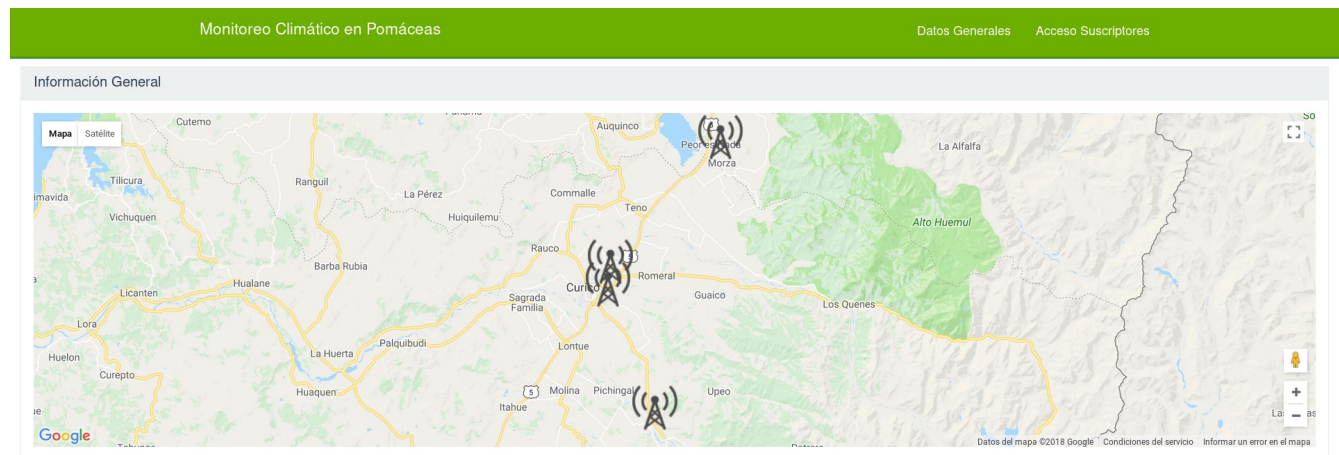 Monitoreo Climático en Pomáceas
Datos Generales
Acceso Suscriptores
Información General
Mapa
Satélite
Cutemo
Auquinco
La Alfalfa
Morza
Tilicura
Ranguil
La Pérez
Commalle
imavida
Vichuquen
Huiquilemu
Teno
Alto Huemul
Rauco
Barba Rubia
Romeral
Hualane
Licanten
Sagrada
Familia
Guaico
Los Quenes
Lora
Palquibudi
Lontue
La Huerta
Huelon
Curepto
5
Molina
Upeo
Huaquen
Itahue
Google
Datos del mapa ©2018 Google
Condiciones del servicio
Informar un error en el mapa